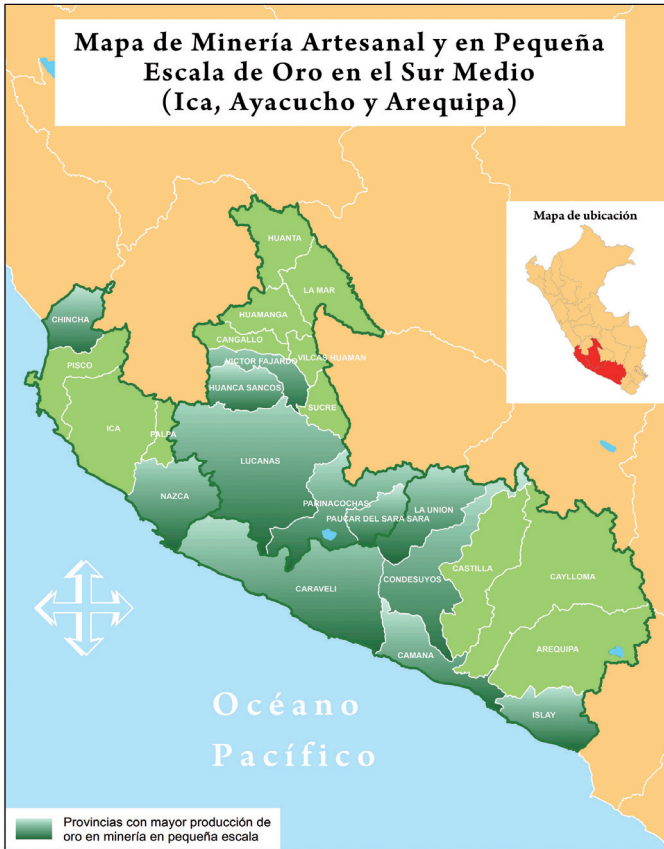 Mapa de Minería Artesanal y en Pequeña
Escala de Oro en el Sur Medio
(Ica, Ayacucho y Arequipa)
Mapa de ubicación
HUANTA
LA MAR
CHINCHA
HUAMANGA
CANGALLO
VILCAS HUAMAN
VICTOR FAJARDO
PISCO
HUANCA SANCOS
SUCRE
ICA
PALPA
LUCANAS
NAZCA
PARINACOCHAS
LA UNION
PAUCAR DEL SARA SARA
CASTILLA
CAYLLOMA
CONDESUYOS
CARAVELI
CAMANA
AREQUIPA
ISLAY
Océano
Pacífico
Provincias con mayor producción de
oro en minería en pequeña escala